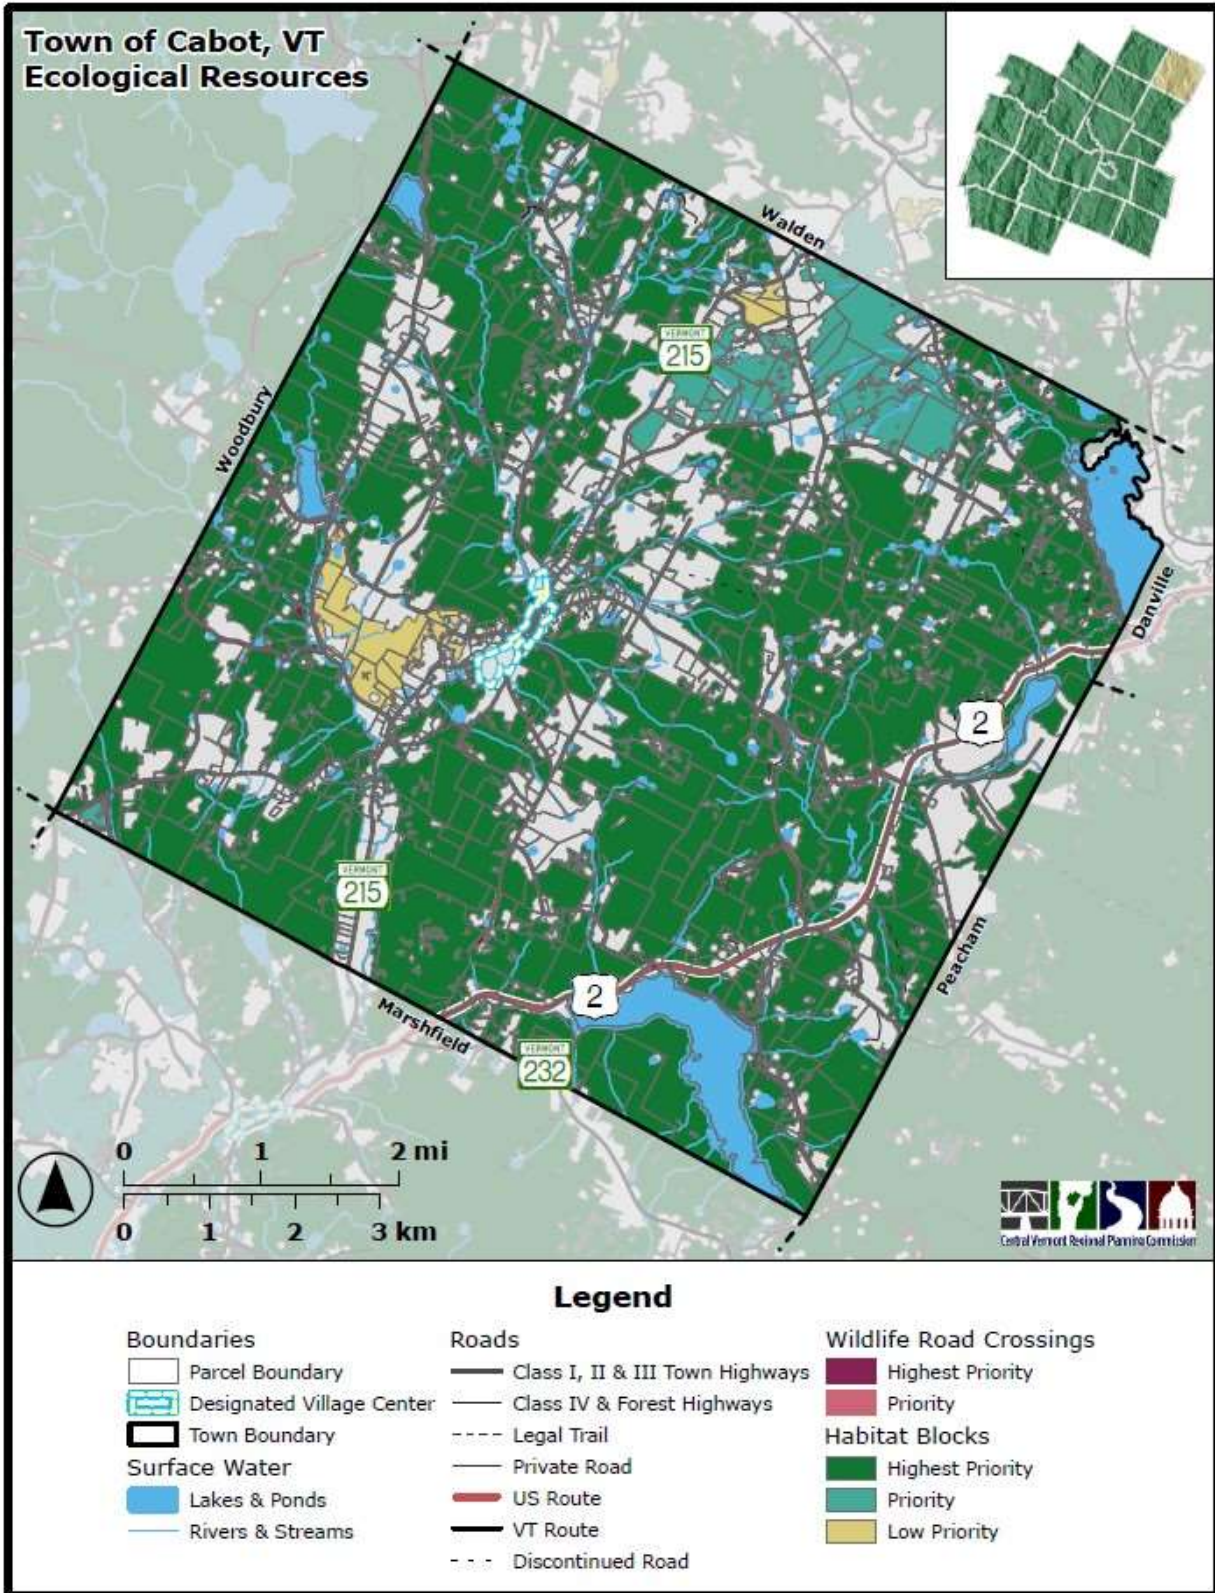 Town of Cabot, VT
Ecological Resources
Walden
VERMONT
215
Woodbury
Danville
2
VERMONT
215
Peacham
2
Marshfield
VERMONT
232
0 1 2 mi
0 1 2 3 km
Central Vermont Regional Planning Commission
Legend
Boundaries
Parcel Boundary
Designated Village Center
Town Boundary
Surface Water
Lakes & Ponds
Rivers & Streams
Roads
Class I, II & III Town Highways
Class IV & Forest Highways
Legal Trail
Private Road
US Route
VT Route
Discontinued Road
Wildlife Road Crossings
Highest Priority
Priority
Habitat Blocks
Highest Priority
Priority
Low Priority